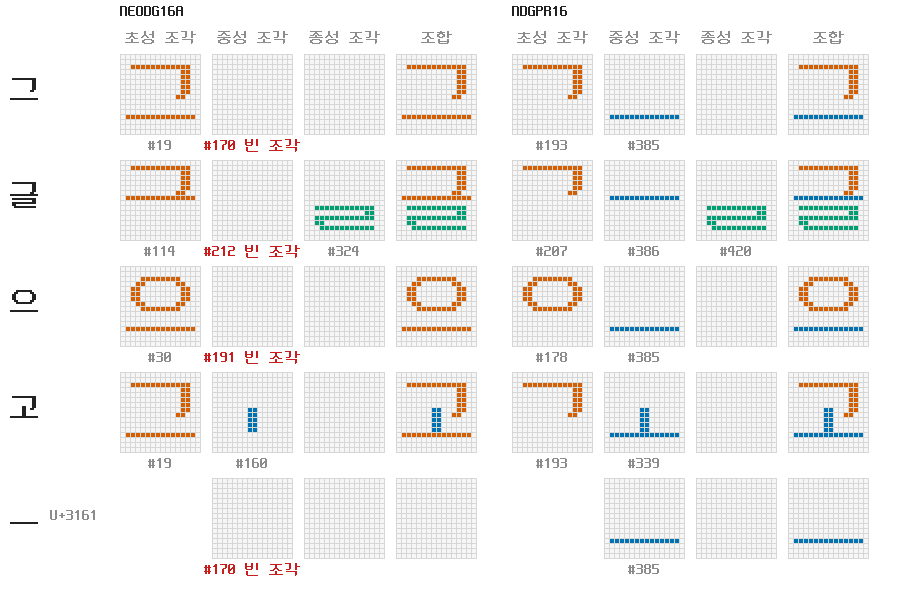 NEODG16A NDGPR16
초성 조각 중성 조각 종성 조각 조합 초성 조각 중성 조각 종성 조각 조합
그
#19 #170 빈 조각 #193 #385
글
#114 #212 빈 조각 #324 #207 #386 #420
으
#30 #191 빈 조각 #178 #385
고
#19 #160 #193 #339
ㅡ U+3161
#170 빈 조각 #385